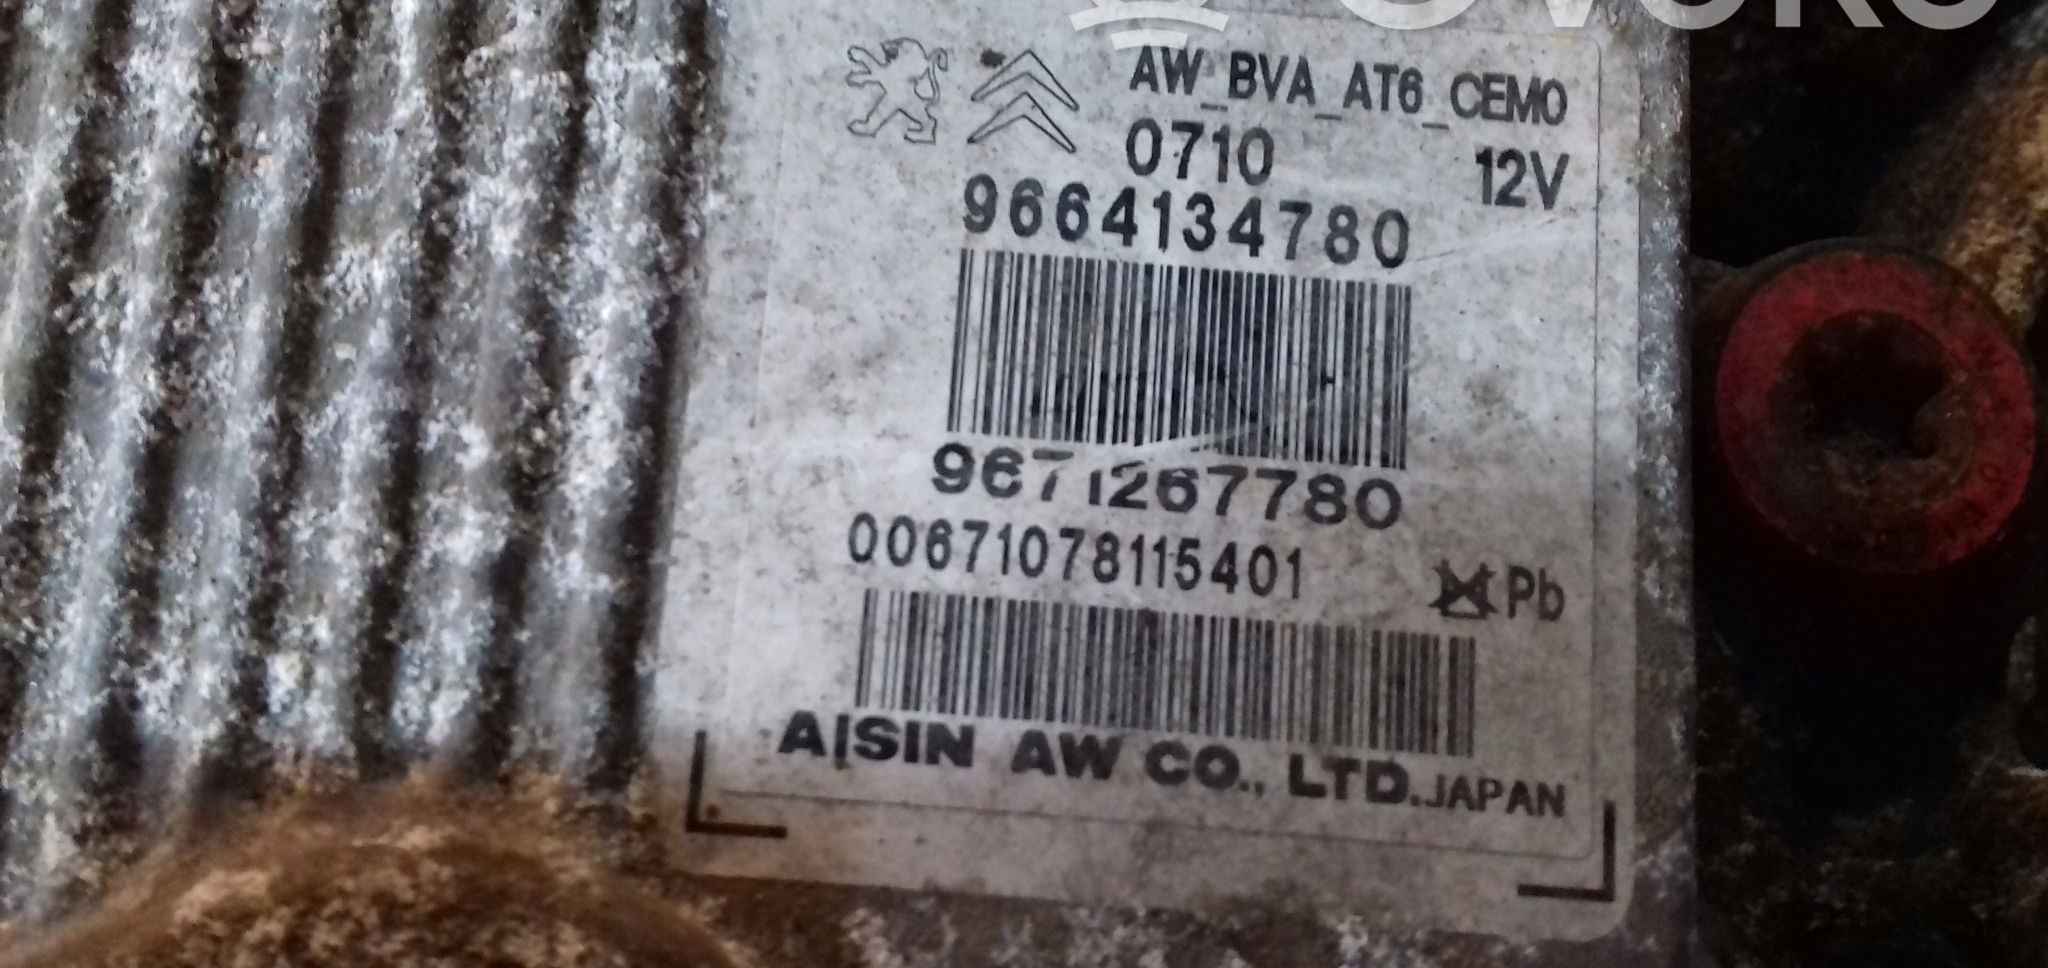 AW_BVA_AT6_CEM0
0710 12V
9664134780
9671267780
00671078115401
Pb
AISIN AW CO., LTD. JAPAN